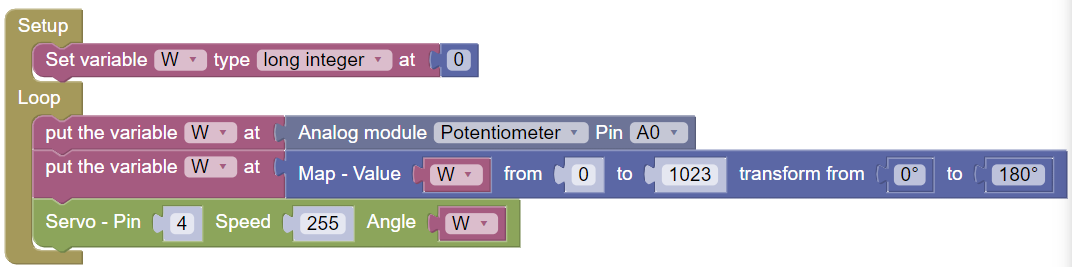 Setup
Set variable W type long integer at 0
Loop
put the variable W at Analog module Potentiometer Pin A0
put the variable W at Map - Value W from 0 to 1023 transform from 0° to 180°
Servo - Pin 4 Speed 255 Angle W